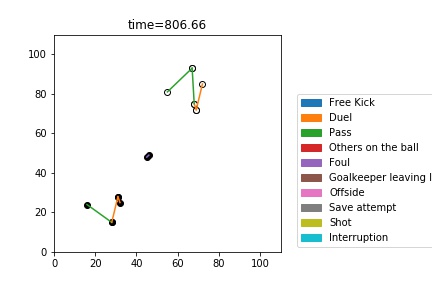 time=806.66
100
80
60
40
20
0
0 20 40 60 80 100
Free Kick
Duel
Pass
Others on the ball
Foul
Goalkeeper leaving l
Offside
Save attempt
Shot
Interruption